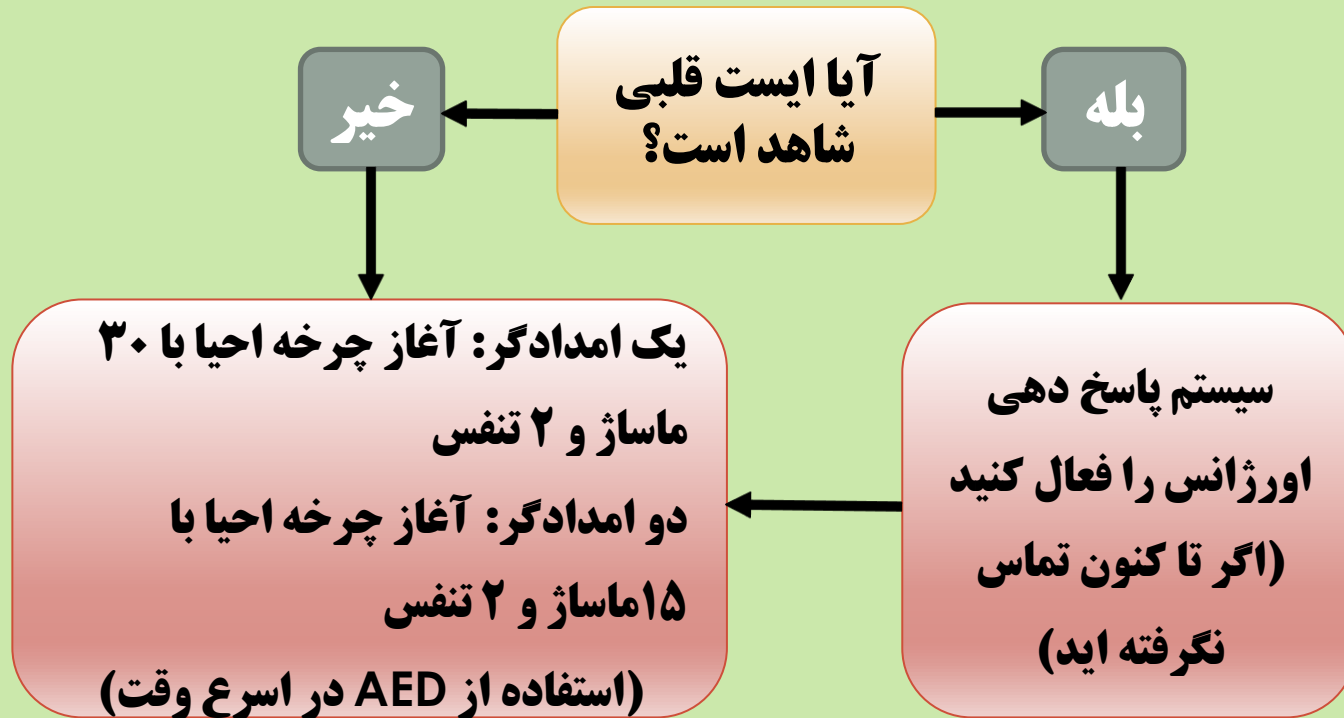 آیا ایست قلبی
شاهد است؟
بله
خیر
سیستم پاسخ دهی
اورژانس را فعال کنید
(اگر تا کنون تماس
نگرفته اید)
یک امدادگر: آغاز چرخه احیا با ۳۰
ماساژ و ۲ تنفس
دو امدادگر: آغاز چرخه احیا با
۱۵ماساژ و ۲ تنفس
(استفاده از AED در اسرع وقت)